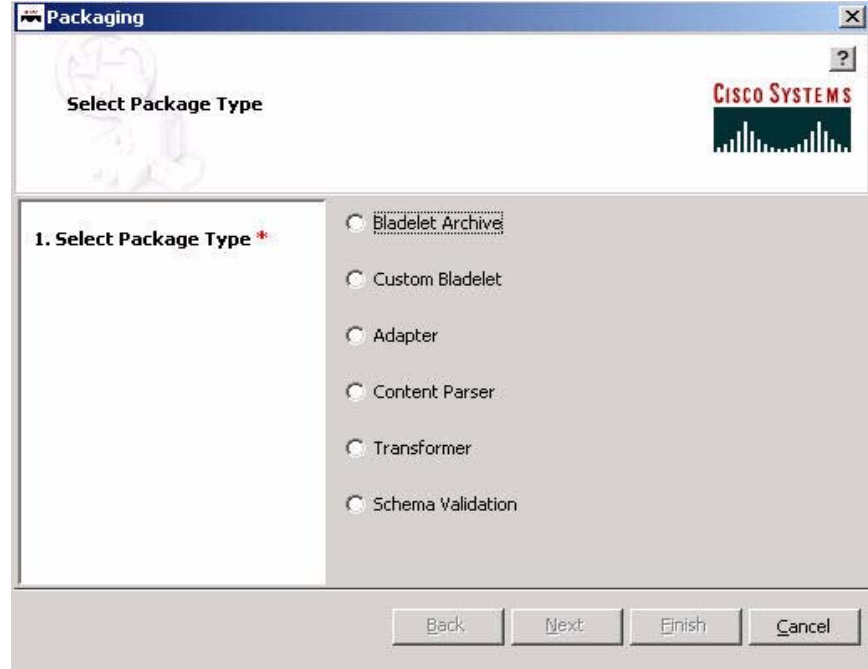 Packaging
?
Select Package Type
CISCO SYSTEMS
1. Select Package Type *
Bladelet Archive
Custom Bladelet
Adapter
Content Parser
Transformer
Schema Validation
Back Next Finish Cancel